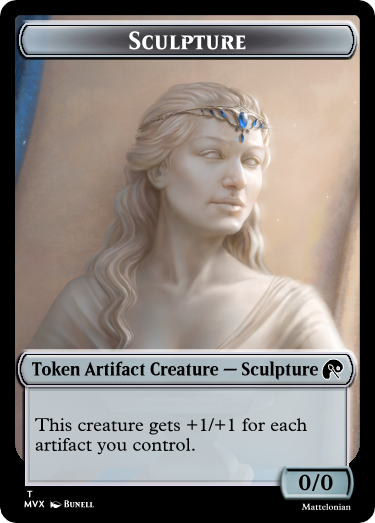 SCULPTURE
Token Artifact Creature — Sculpture
This creature gets +1/+1 for each
artifact you control.
0/0
T
MVX BUNELL
Mattelonian